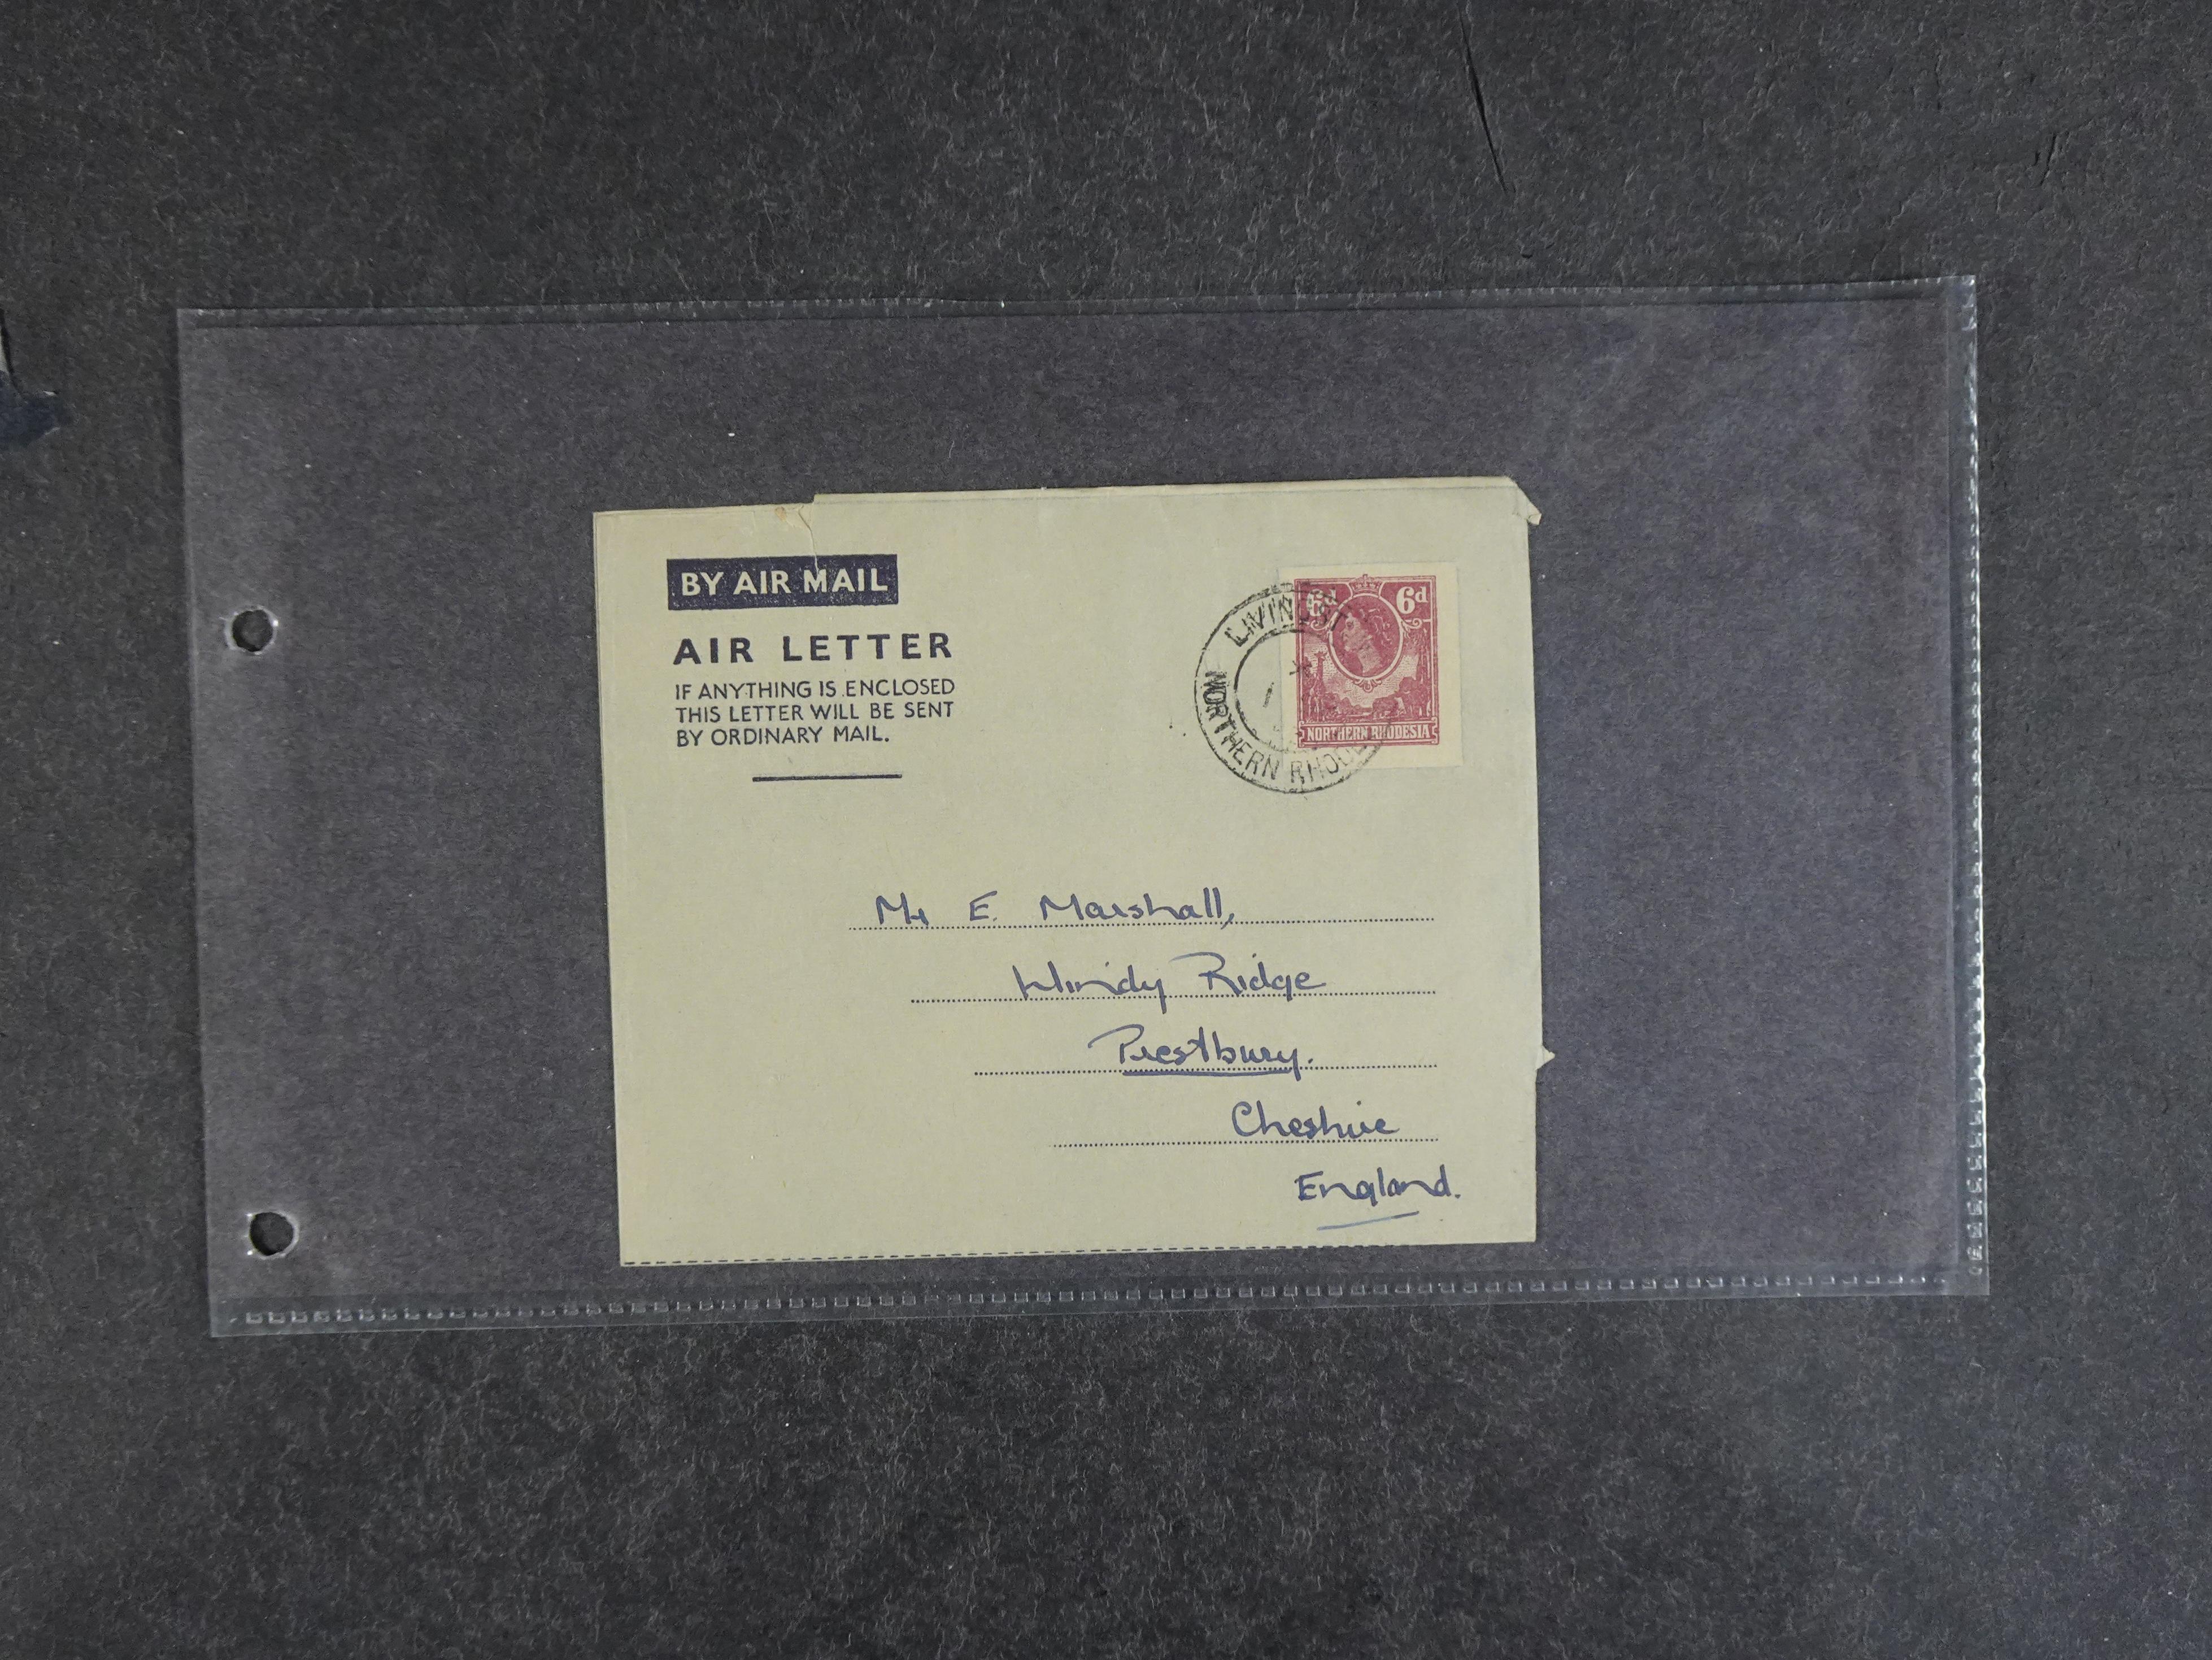 BY AIR MAIL
AIR LETTER
IF ANYTHING IS ENCLOSED
THIS LETTER WILL BE SENT
BY ORDINARY MAIL.
6d 6d
NORTHERN RHODESIA
NORTHERN
Mr E. Marshall,
Windy Ridge
Prestbury.
Cheshire
England.